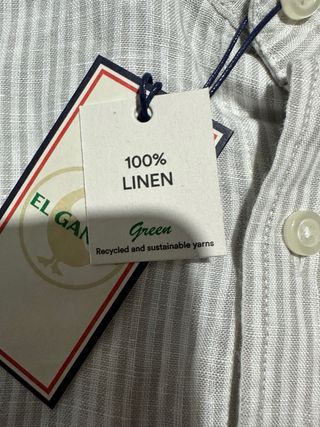 100%
LINEN
Green
Recycled and sustainable yarns
EL GAN